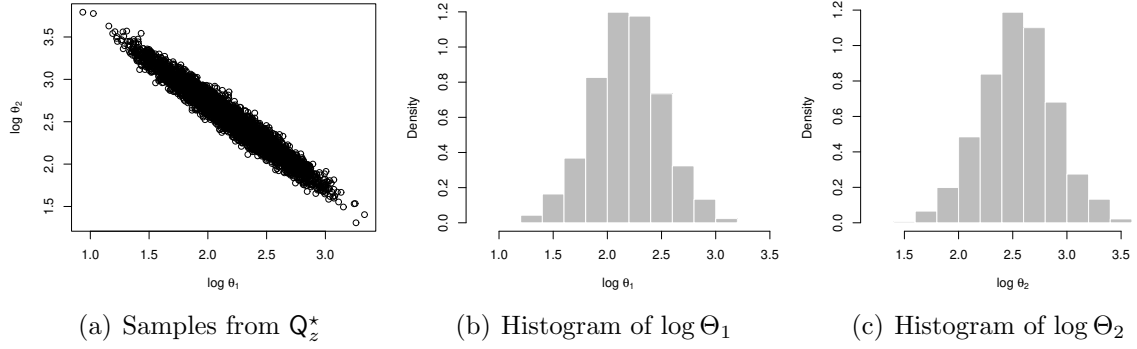 log θ₂
1.5 2.0 2.5 3.0 3.5
1.0 1.5 2.0 2.5 3.0
log θ₁
Density
0.0 0.2 0.4 0.6 0.8 1.0 1.2
1.0 1.5 2.0 2.5 3.0 3.5
log θ₁
Density
0.0 0.2 0.4 0.6 0.8 1.0 1.2
1.5 2.0 2.5 3.0 3.5
log θ₂
(a) Samples from Q⋆z
(b) Histogram of log Θ₁
(c) Histogram of log Θ₂